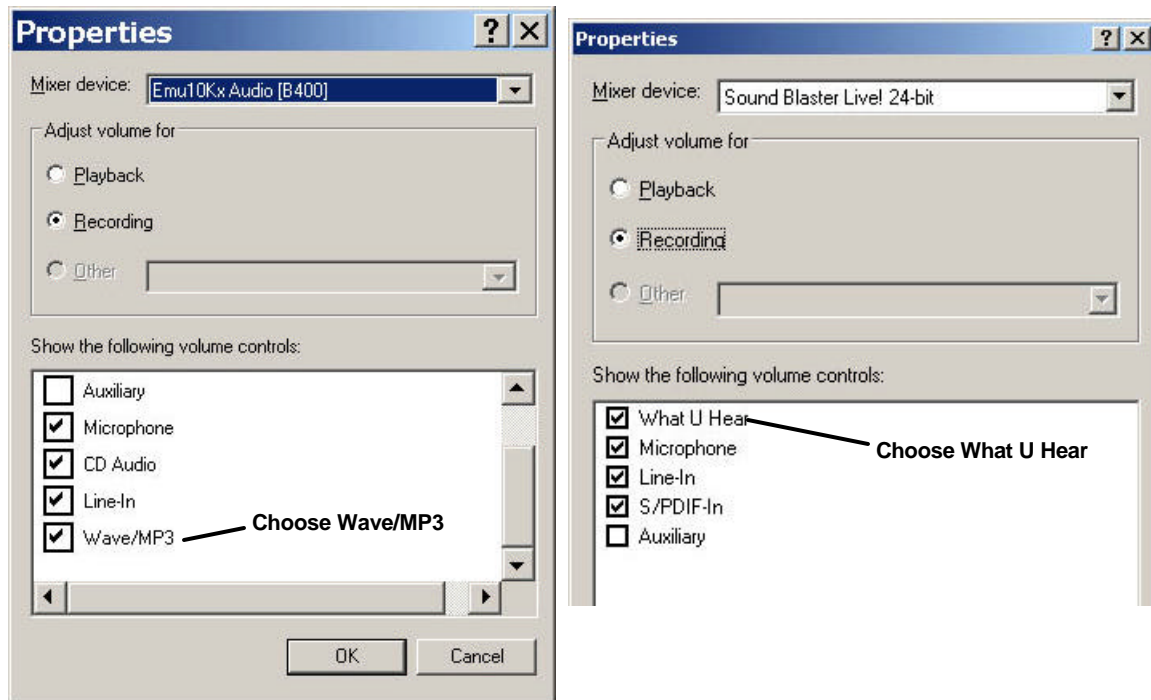 Properties
Mixer device: Emu10Kx Audio [B400]
Adjust volume for
Playback
Recording
Other
Show the following volume controls:
Auxiliary
Microphone
CD Audio
Line-In
Wave/MP3
Choose Wave/MP3
OK Cancel
Properties
Mixer device: Sound Blaster Live! 24-bit
Adjust volume for
Playback
Recording
Other
Show the following volume controls:
What U Hear
Choose What U Hear
Microphone
Line-In
S/PDIF-In
Auxiliary